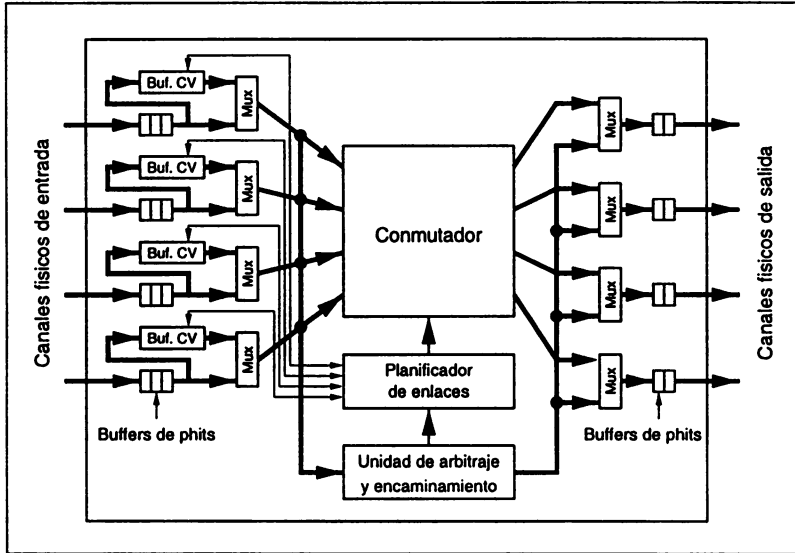 Canales físicos de entrada
Buf. CV
Mux
Buf. CV
Mux
Buf. CV
Mux
Buf. CV
Mux
Buffers de phits
Conmutador
Planificador
de enlaces
Unidad de arbitraje
y encaminamiento
Mux
Mux
Mux
Mux
Buffers de phits
Canales físicos de salida